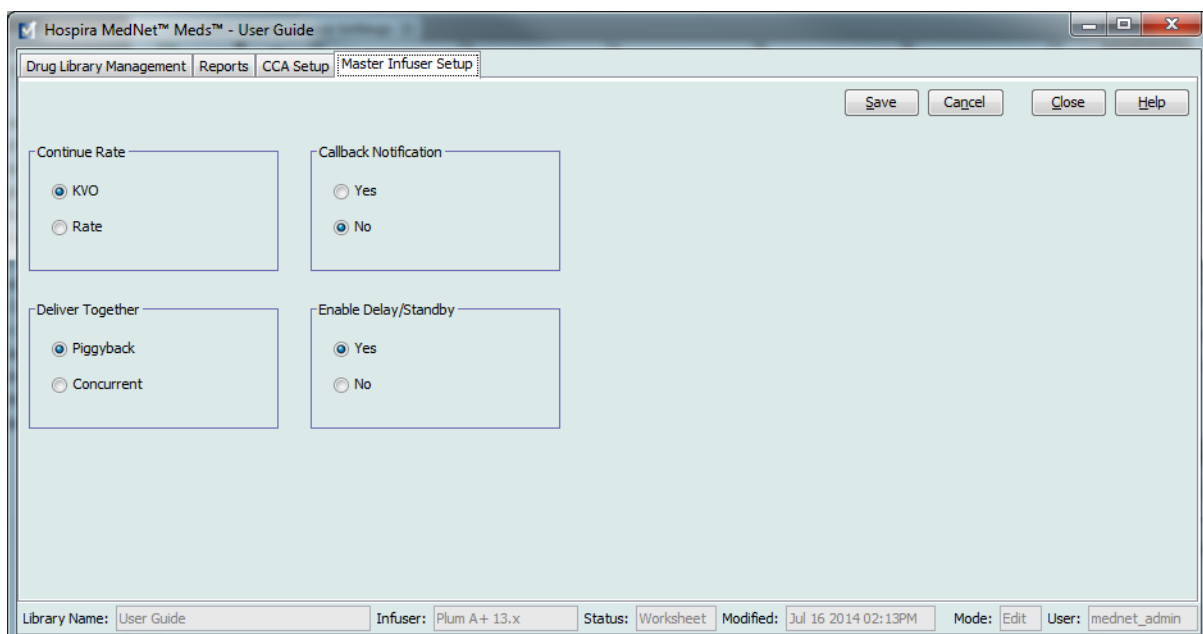 Hospira MedNet™ Meds™ - User Guide
Drug Library Management Reports CCA Setup Master Infuser Setup
Save Cancel Close Help
Continue Rate Callback Notification
KVO Yes
Rate No
Deliver Together Enable Delay/Standby
Piggyback Yes
Concurrent No
Library Name: User Guide Infuser: Plum A+ 13.x Status: Worksheet Modified: Jul 16 2014 02:13PM Mode: Edit User: mednet_admin